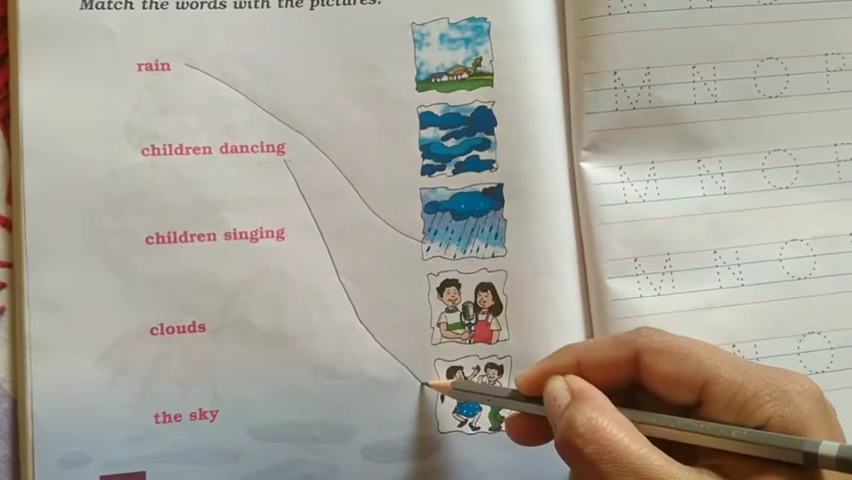 Match the words with the pictures.
rain
children dancing
children singing
clouds
the sky
M N O P
M N O P
M N O
M N O P